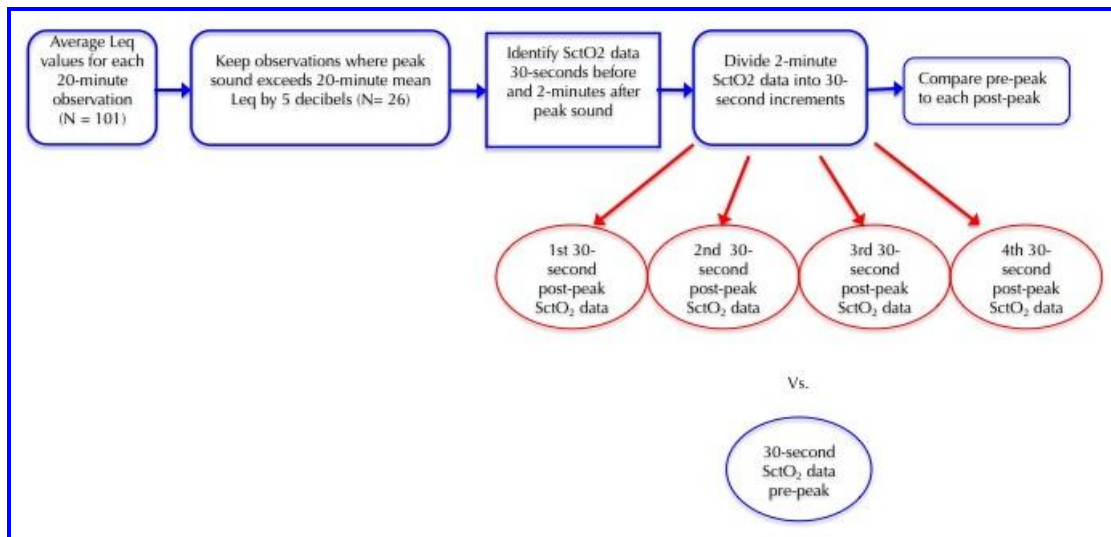 Average Leq
values for each
20-minute
observation
(N = 101)
Keep observations where peak
sound exceeds 20-minute mean
Leq by 5 decibels (N= 26)
Identify SctO2 data
30-seconds before
and 2-minutes after
peak sound
Divide 2-minute
SctO2 data into 30-
second increments
Compare pre-peak
to each post-peak
1st 30-
second
post-peak
SctO₂ data
2nd 30-
second
post-peak
SctO₂ data
3rd 30-
second
post-peak
SctO₂ data
4th 30-
second
post-peak
SctO₂ data
Vs.
30-second
SctO₂ data
pre-peak